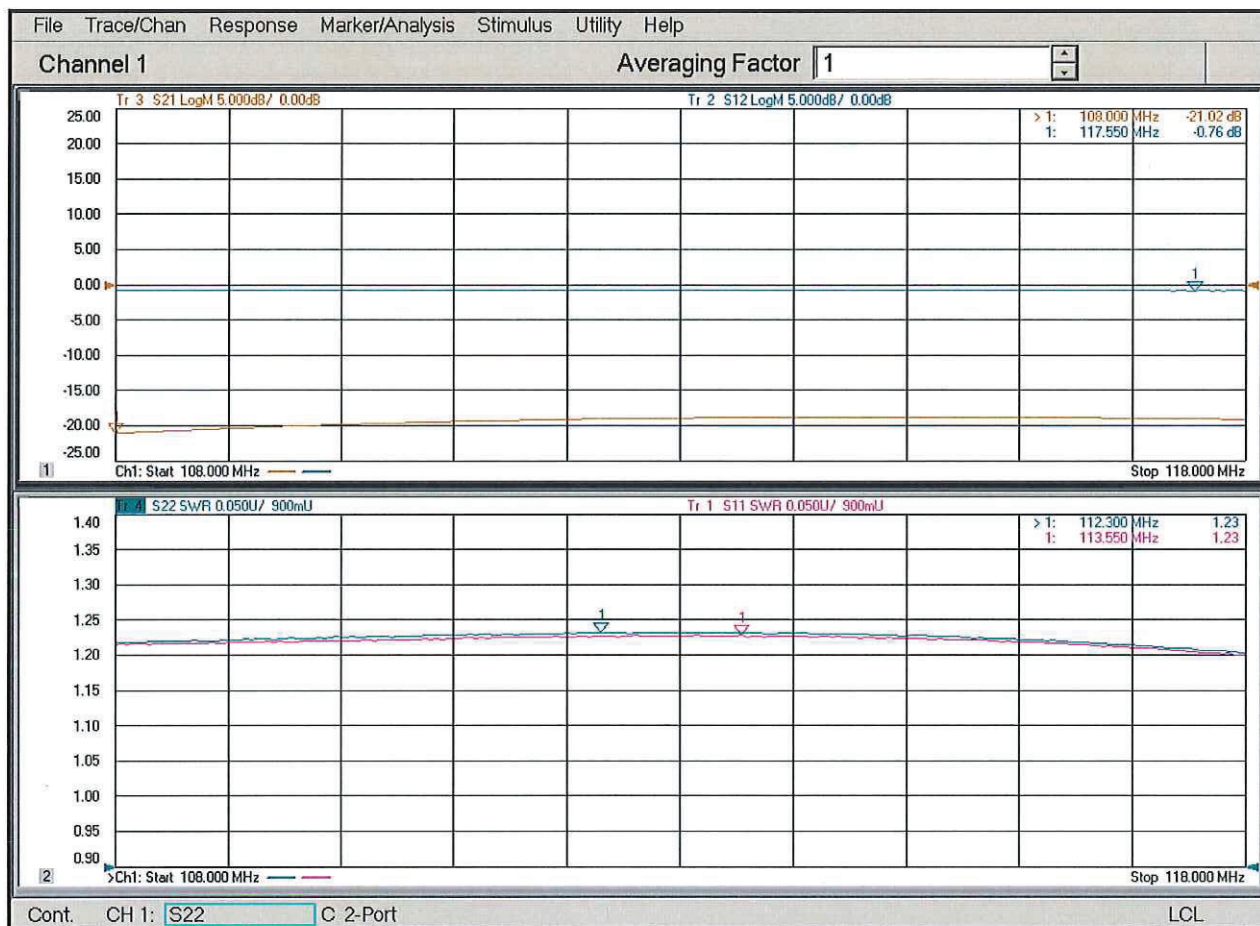 File Trace/Chan Response Marker/Analysis Stimulus Utility Help
Channel 1 Averaging Factor 1
Tr 3 S21 LogM 5.000dB/ 0.00dB Tr 2 S12 LogM 5.000dB/ 0.00dB
25.00
> 1: 108.000 MHz -21.02 dB
1: 117.550 MHz -0.76 dB
20.00
15.00
10.00
5.00
0.00
1
-5.00
-10.00
-15.00
-20.00
-25.00
1 Ch1: Start 108.000 MHz Stop 118.000 MHz
Tr 4 S22 SWR 0.050U/ 900mU Tr 1 S11 SWR 0.050U/ 900mU
1.40
> 1: 112.300 MHz 1.23
1: 113.550 MHz 1.23
1.35
1.30
1.25
1 1
1.20
1.15
1.10
1.05
1.00
0.95
0.90
2 >Ch1: Start 108.000 MHz Stop 118.000 MHz
Cont. CH 1: S22 C 2-Port LCL